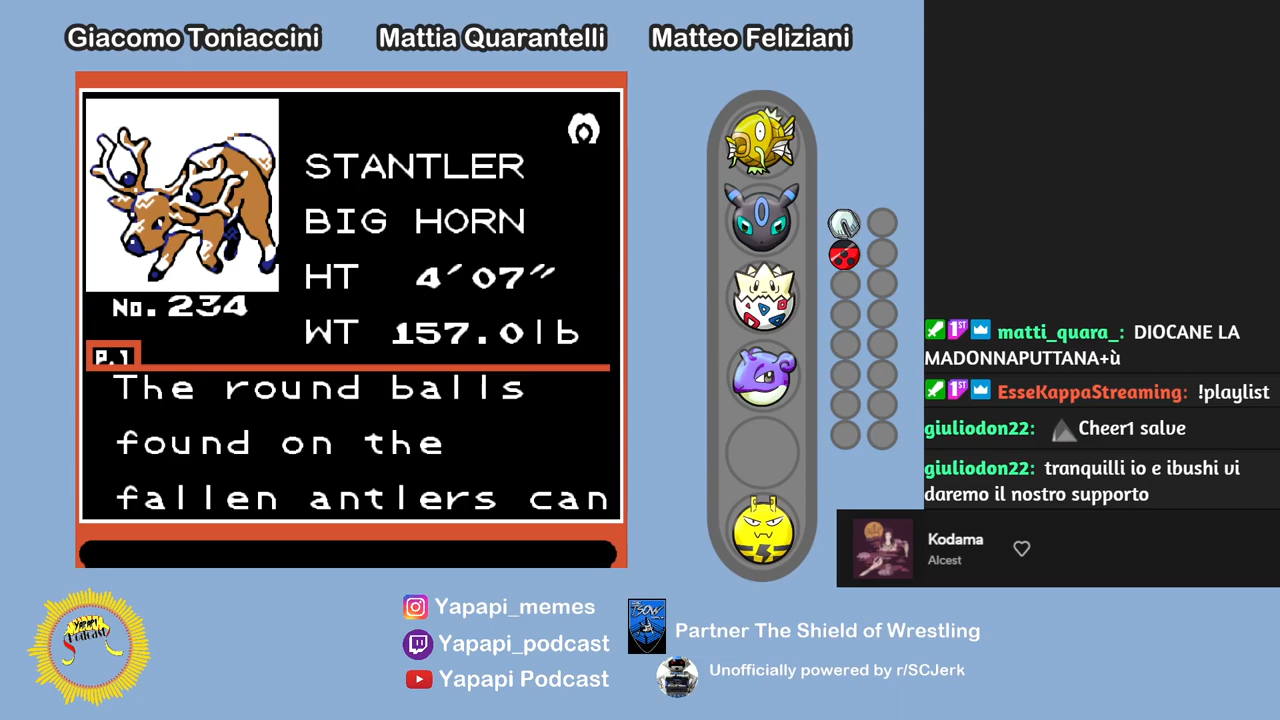 Giacomo Toniaccini
Mattia Quarantelli
Matteo Feliziani
STANTLER
BIG HORN
HT 4'07"
WT 157.0lb
No.234
P.1
The round balls
found on the
fallen antlers can
matti_quara_: DIOCANE LA
MADONNAPUTTANA+ù
EsseKappaStreaming: !playlist
giuliodon22: Cheer1 salve
giuliodon22: tranquilli io e ibushi vi
daremo il nostro supporto
Kodama
Alcest
Yapapi_memes
Yapapi_podcast
Yapapi Podcast
Partner The Shield of Wrestling
Unofficially powered by r/SCJerk
YAPAPI
Podcast
TSOW